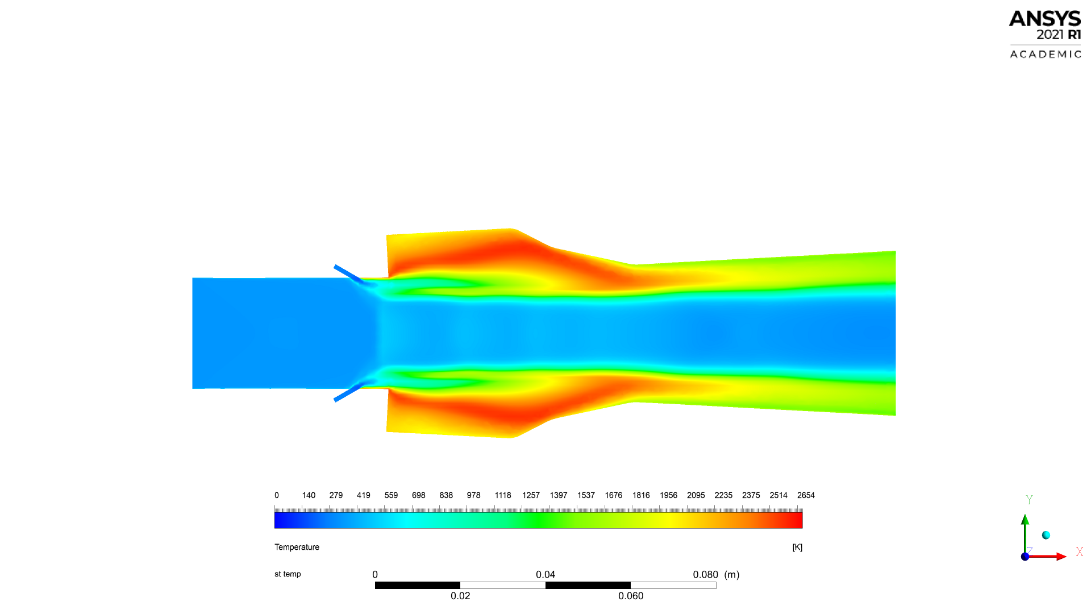 ANSYS
2021 R1
ACADEMIC
0 140 279 419 559 698 838 978 1118 1257 1397 1537 1676 1816 1956 2095 2235 2375 2514 2654
Temperature [K]
st temp
0 0.04 0.080 (m)
0.02 0.060
Y
Z X